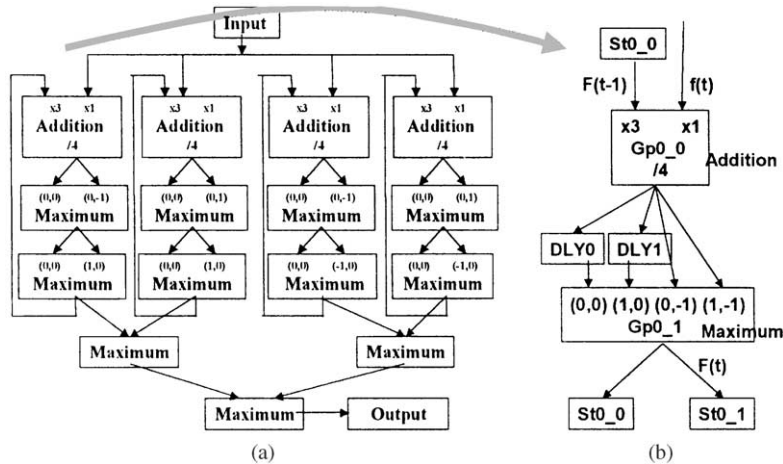 Input
x3 x1
Addition
/4
(0,0) (0,-1)
Maximum
(0,0) (1,0)
Maximum
x3 x1
Addition
/4
(0,0) (0,1)
Maximum
(0,0) (1,0)
Maximum
x3 x1
Addition
/4
(0,0) (0,-1)
Maximum
(0,0) (-1,0)
Maximum
x3 x1
Addition
/4
(0,0) (0,1)
Maximum
(0,0) (-1,0)
Maximum
Maximum
Maximum
Maximum
Output
(a)
St0_0
F(t-1)
f(t)
x3 x1
Gp0_0
/4
Addition
DLY0
DLY1
(0,0) (1,0) (0,-1) (1,-1)
Gp0_1
Maximum
F(t)
St0_0
St0_1
(b)